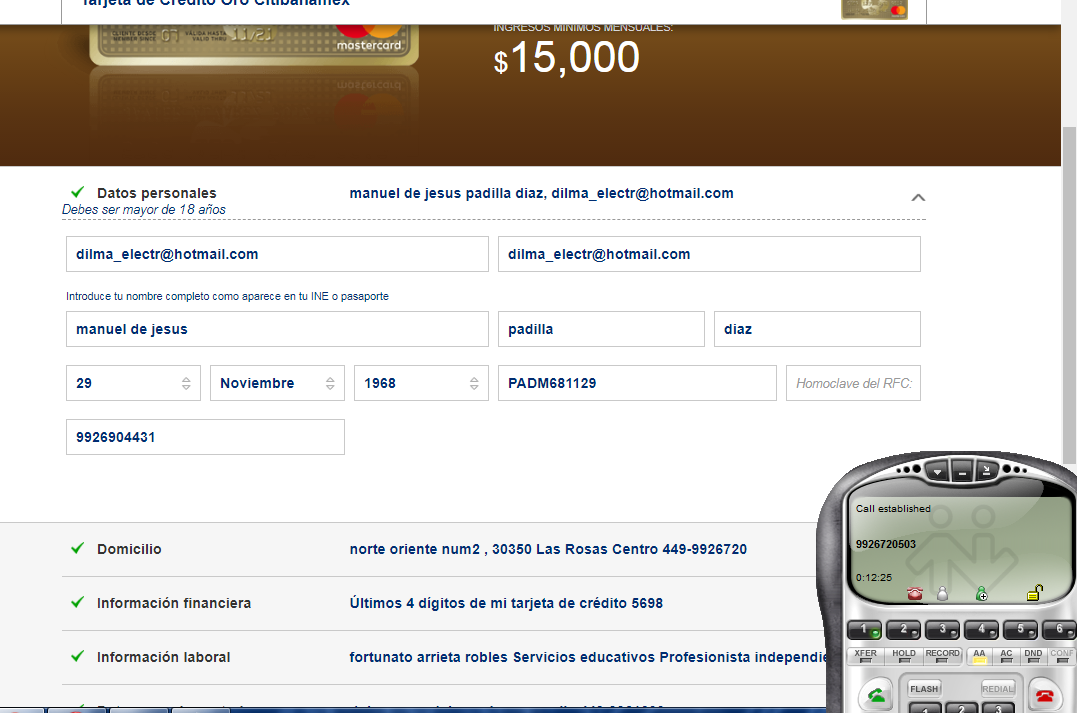 Tarjeta de Crédito Oro Citibanamex
CLIENTE DESDE
MEMBER SINCE
07
VÁLIDA HASTA
VALID THRU
11/21
mastercard
INGRESOS MÍNIMOS MENSUALES:
$15,000
Datos personales
manuel de jesus padilla diaz, dilma_electr@hotmail.com
Debes ser mayor de 18 años
dilma_electr@hotmail.com
dilma_electr@hotmail.com
Introduce tu nombre completo como aparece en tu INE o pasaporte
manuel de jesus
padilla
diaz
29
Noviembre
1968
PADM681129
Homoclave del RFC:
9926904431
Domicilio
norte oriente num2 , 30350 Las Rosas Centro 449-9926720
Información financiera
Últimos 4 dígitos de mi tarjeta de crédito 5698
Información laboral
fortunato arrieta robles Servicios educativos Profesionista independie
Call established
9926720503
0:12:25
1 2 3 4 5 6
XFER HOLD RECORD AA AC DND CONF
FLASH REDIAL
1 2 3